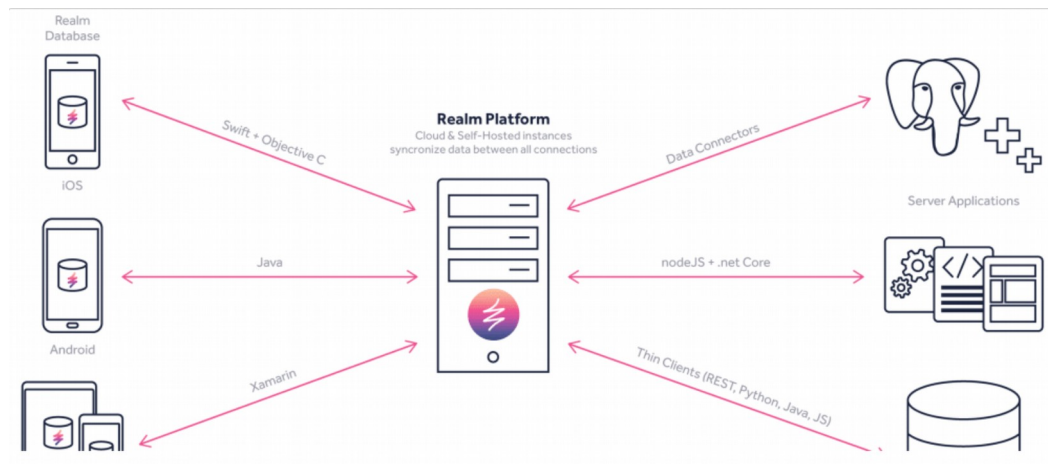 Realm
Database
iOS
Android
Swift + Objective C
Java
Xamarin
Realm Platform
Cloud & Self-Hosted instances
syncronize data between all connections
Data Connectors
nodeJS + .net Core
Thin Clients (REST, Python, Java, JS)
Server Applications